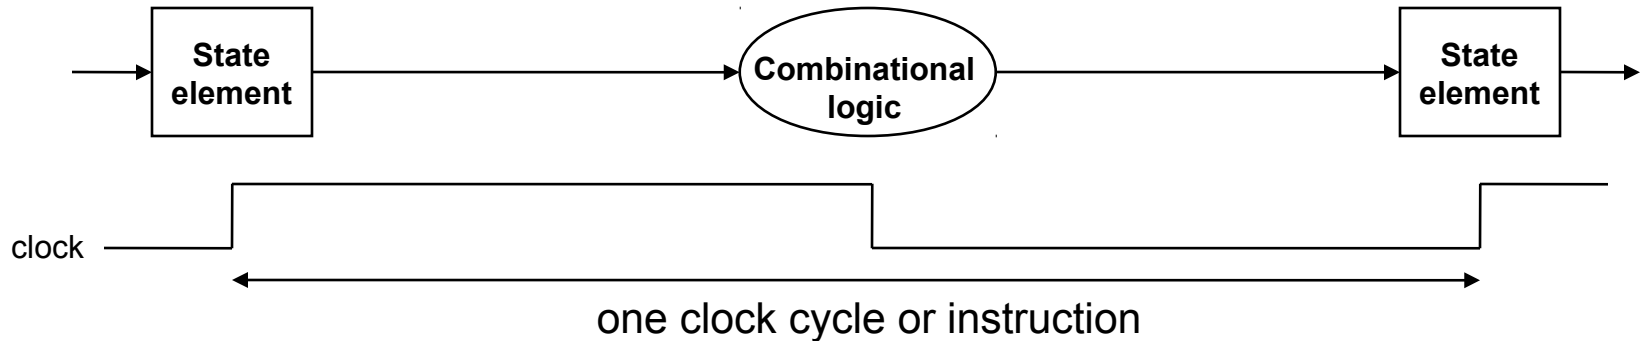 State
element
Combinational
logic
State
element
clock
one clock cycle or instruction